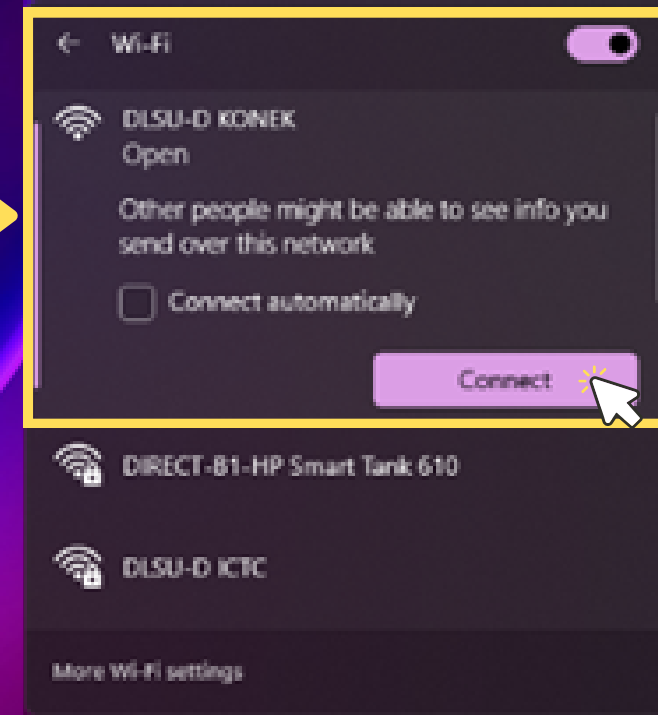 Wi-Fi
DLSU-D KONEK
Open
Other people might be able to see info you
send over this network
Connect automatically
Connect
DIRECT-B1-HP Smart Tank 610
DLSU-D ICTC
More Wi-Fi settings